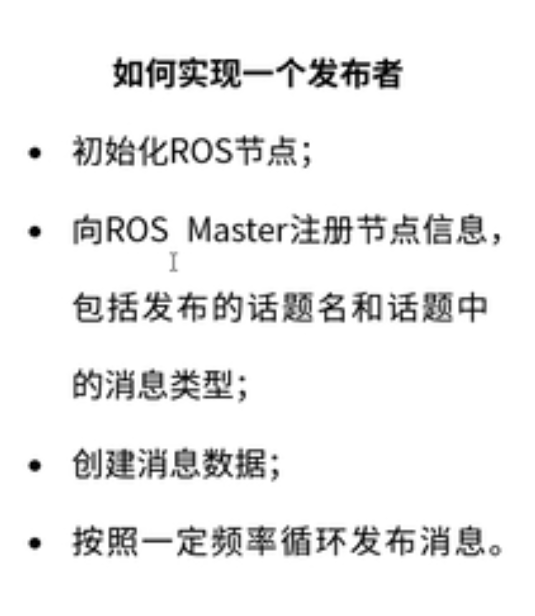 如何实现一个发布者
• 初始化ROS节点；
• 向ROS Master注册节点信息，
包括发布的话题名和话题中
的消息类型；
• 创建消息数据；
• 按照一定频率循环发布消息。